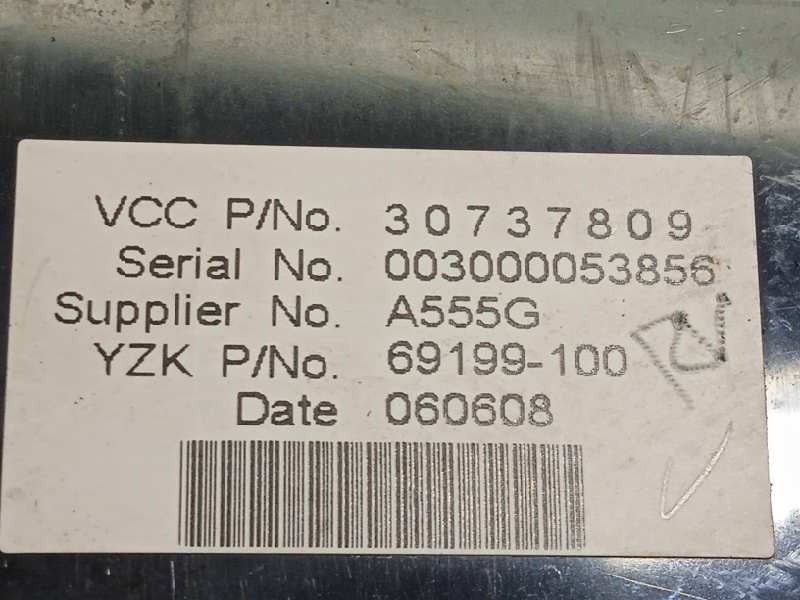 VCC P/No. 30737809
Serial No. 003000053856
Supplier No. A555G
YZK P/No. 69199-100
Date 060608